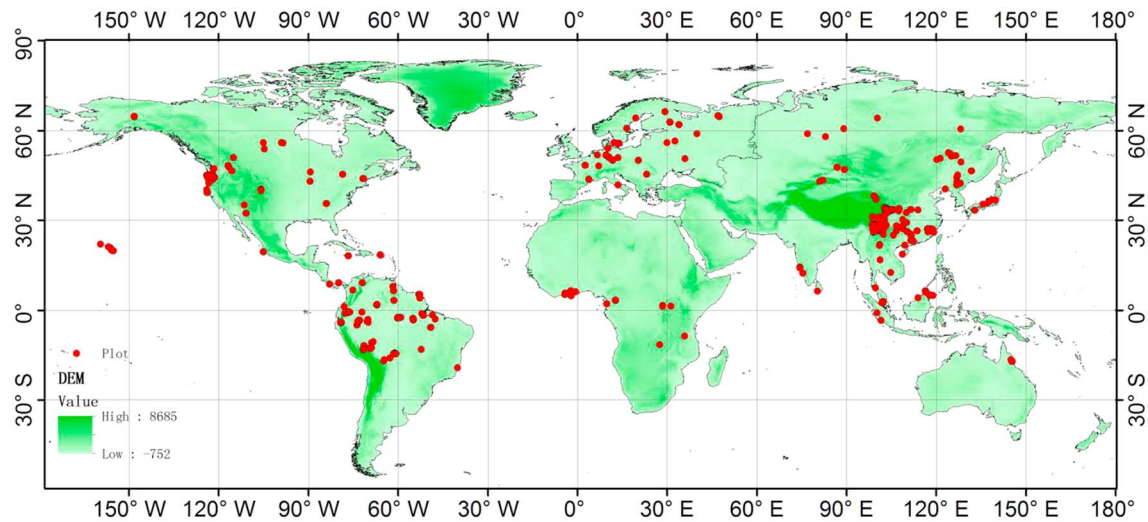 150° W 120° W 90° W 60° W 30° W 0° 30° E 60° E 90° E 120° E 150° E 180°
90° 90°
60° N 60° N
30° N 30° N
0° 0°
30° S 30° S
Plot
DEM
Value
High : 8685
Low : -752
150° W 120° W 90° W 60° W 30° W 0° 30° E 60° E 90° E 120° E 150° E 180°